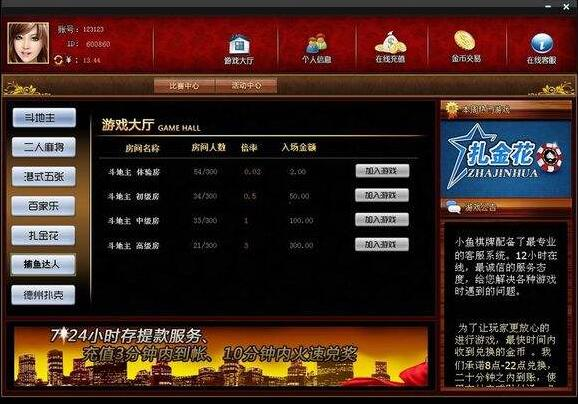 账号: 123123
ID: 600860
¥: 13.44
游戏大厅
个人信息
在线充值
金币交易
在线客服
比赛中心
活动中心
斗地主
二人麻将
港式五张
百家乐
扎金花
捕鱼达人
德州扑克
游戏大厅 GAME HALL
房间名称 房间人数 倍率 入场金额
斗地主 体验房 54/300 0.02 2.00 加入游戏
斗地主 初级房 34/300 0.5 50.00 加入游戏
斗地主 中级房 31/300 1 100.00 加入游戏
斗地主 高级房 21/300 3 300.00 加入游戏
本周热门游戏
扎金花
ZHAJINHUA
游戏公告
小鱼棋牌配备了最专业
的客服系统。12小时在
线，最诚信的服务态
度，给您解决各种游戏
时遇到的问题。
为了让玩家更放心的
进行游戏，最快时间内
收到兑换的金币 。我
们承诺8点-22点兑换，
二十分钟之内到账，使
7*24小时存提款服务、
充值3分钟内到帐、10分钟内火速兑奖